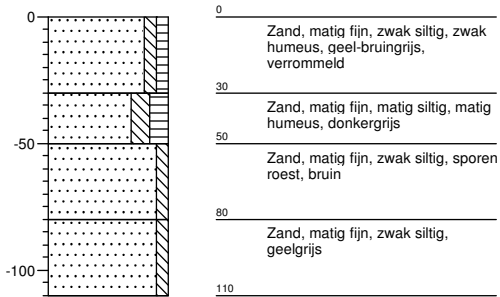 0
0
Zand, matig fijn, zwak siltig, zwak
humeus, geel-bruingrijs,
verrommeld
30
Zand, matig fijn, matig siltig, matig
humeus, donkergrijs
-50
50
Zand, matig fijn, zwak siltig, sporen
roest, bruin
80
Zand, matig fijn, zwak siltig,
geelgrijs
-100
110